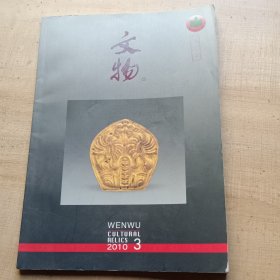 文物
WENWU
CULTURAL
RELICS
2010 3